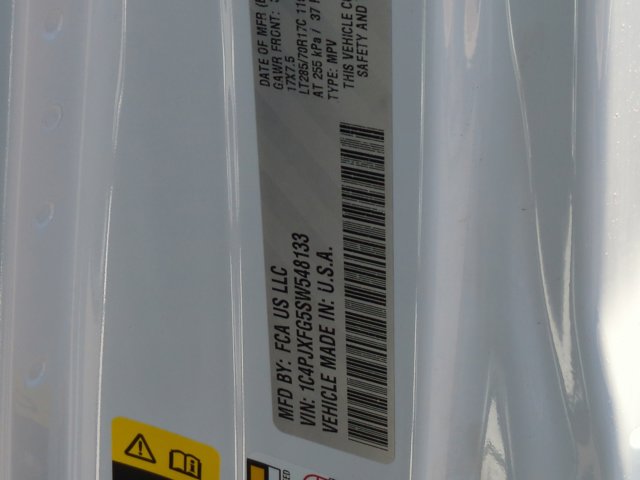 MFD BY: FCA US LLC
VIN: 1C4PJXFG5SW548133
VEHICLE MADE IN: U.S.A.
DATE OF MFR
GAWR FRONT:
17X7.5
LT285/70R17C
AT 255 kPa / 37
TYPE: MPV
THIS VEHICLE
SAFETY AND